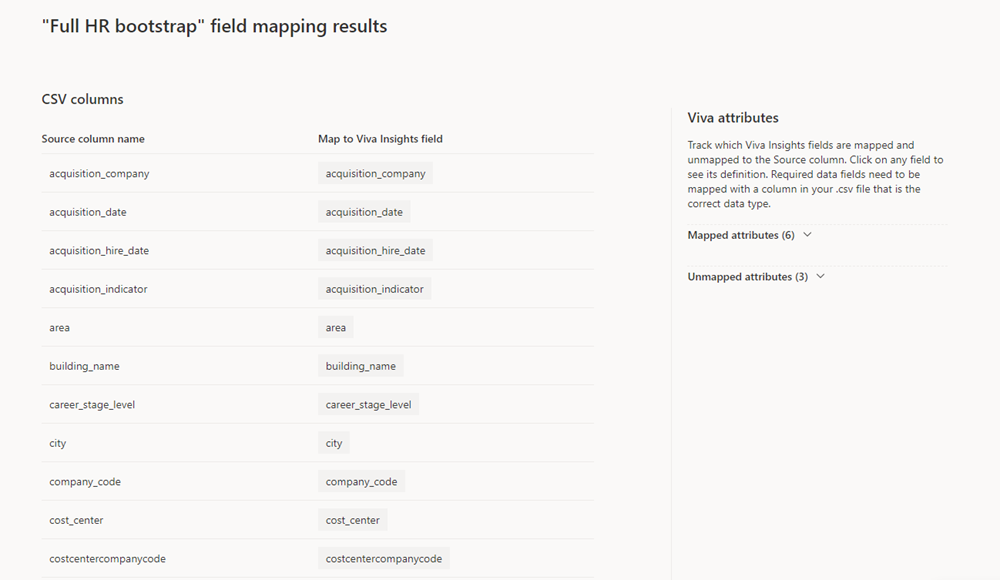 "Full HR bootstrap" field mapping results
CSV columns
Source column name Map to Viva Insights field
acquisition_company acquisition_company
acquisition_date acquisition_date
acquisition_hire_date acquisition_hire_date
acquisition_indicator acquisition_indicator
area area
building_name building_name
career_stage_level career_stage_level
city city
company_code company_code
cost_center cost_center
costcentercompanycode costcentercompanycode
Viva attributes
Track which Viva Insights fields are mapped and
unmapped to the Source column. Click on any field to
see its definition. Required data fields need to be
mapped with a column in your .csv file that is the
correct data type.
Mapped attributes (6)
Unmapped attributes (3)